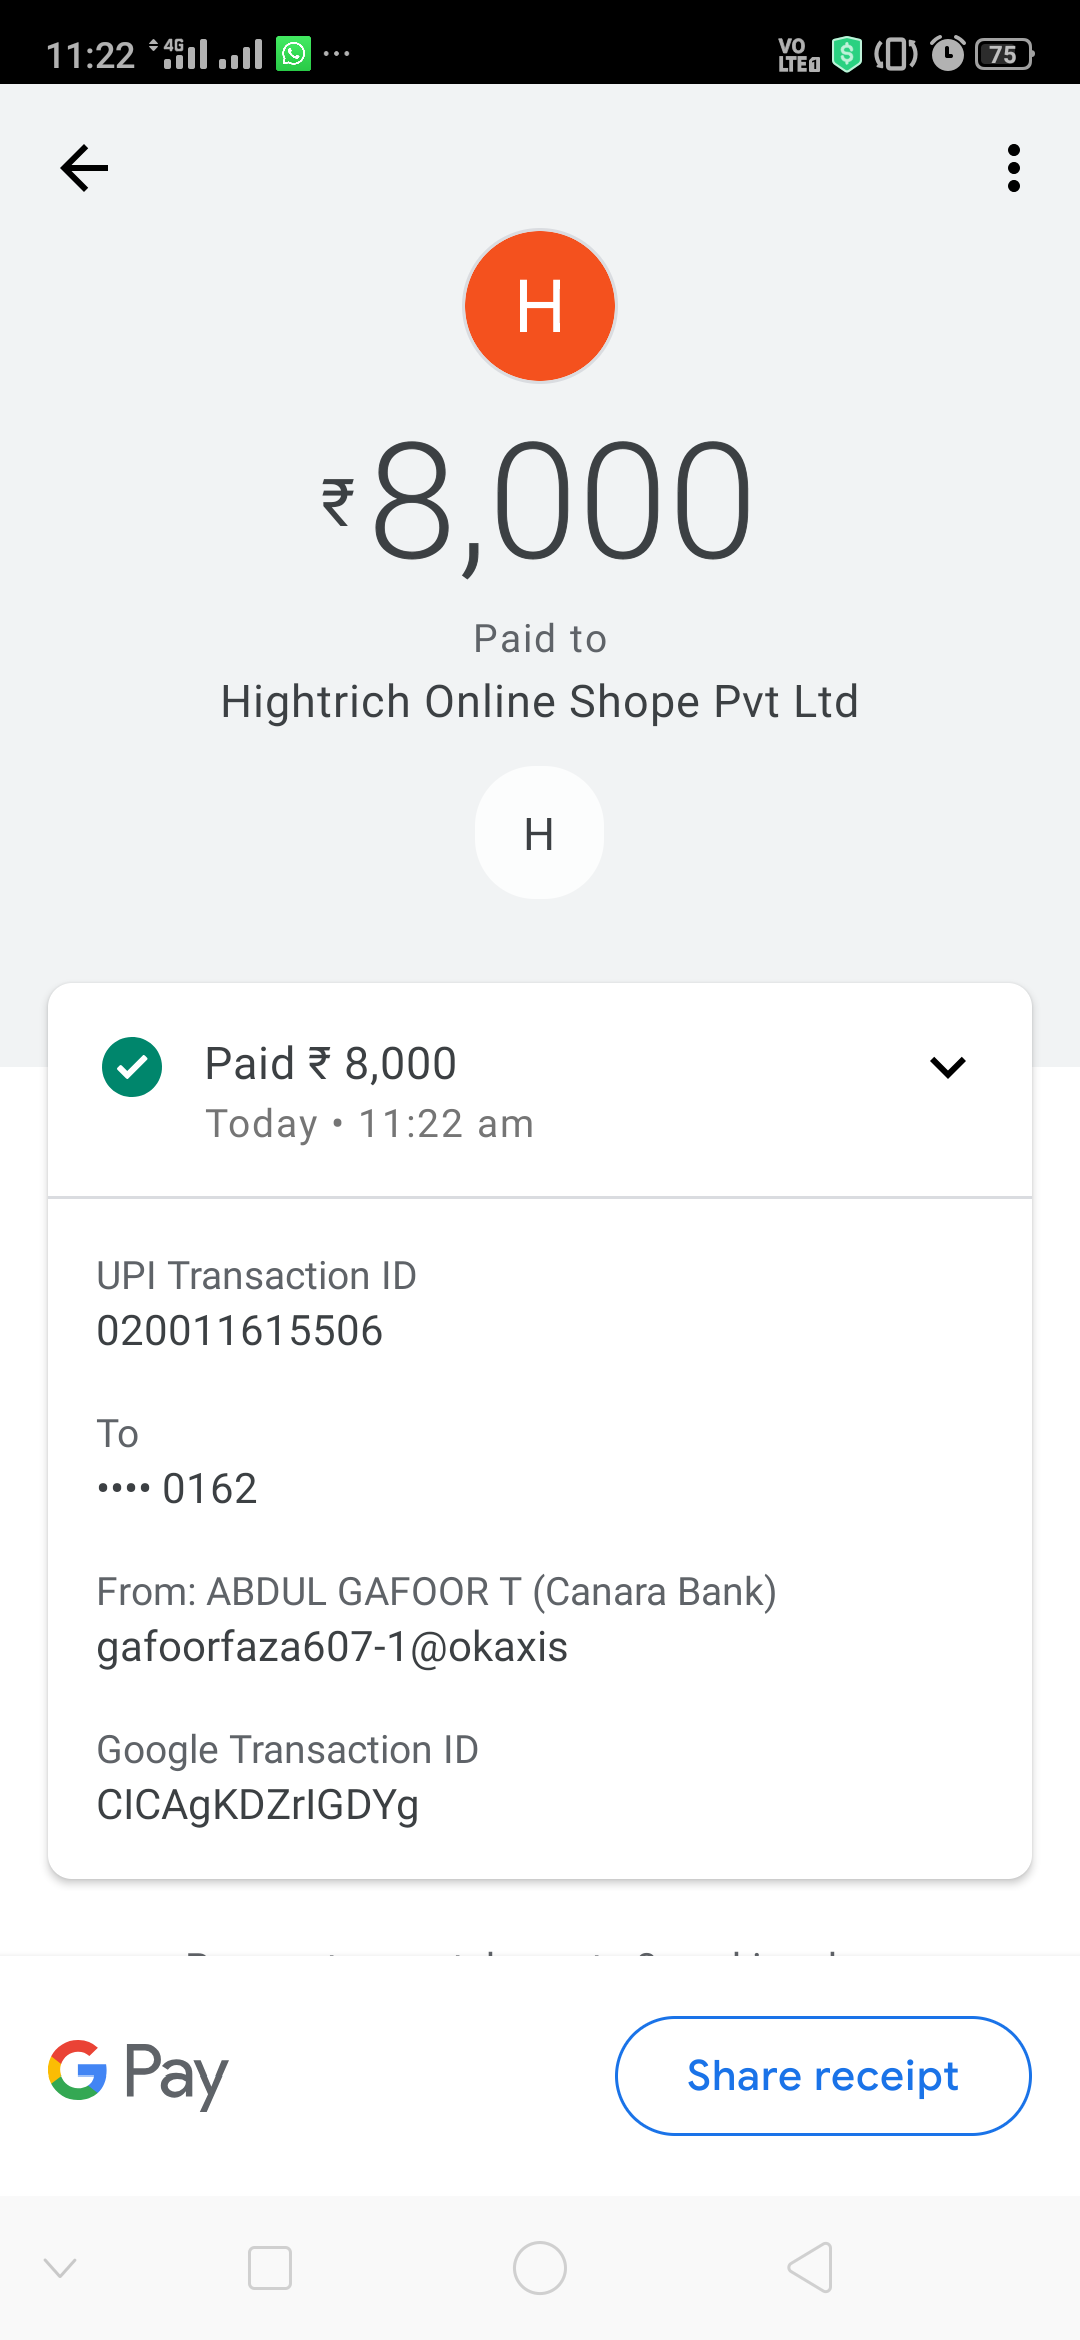 11:22 4G VO LTE1 75
H
₹8,000
Paid to
Hightrich Online Shope Pvt Ltd
H
Paid ₹ 8,000
Today • 11:22 am
UPI Transaction ID
020011615506
To
•••• 0162
From: ABDUL GAFOOR T (Canara Bank)
gafoorfaza607-1@okaxis
Google Transaction ID
CICAgKDZrIGDYg
G Pay
Share receipt